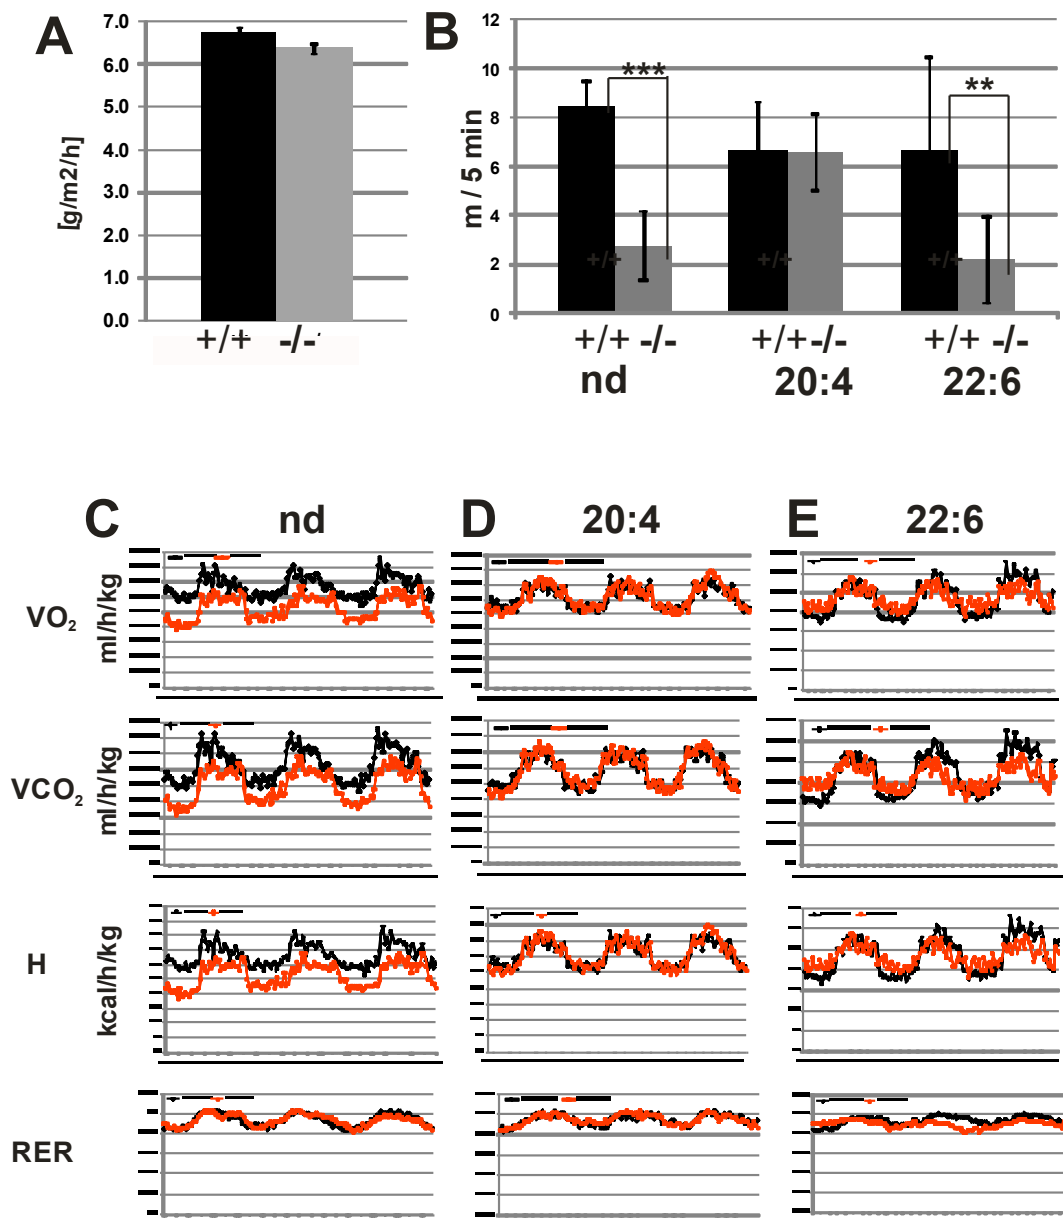 A
[g/m2/h]
7.0
6.0
5.0
4.0
3.0
2.0
1.0
0.0
+/+ -/-
B
m / 5 min
12
10
8
6
4
2
0
***
**
+/+
+/+
+/+
+/+ -/- +/+ -/- +/+ -/-
nd 20:4 22:6
C nd D 20:4 E 22:6
VO₂ ml/h/kg
VCO₂ ml/h/kg
H kcal/h/kg
RER